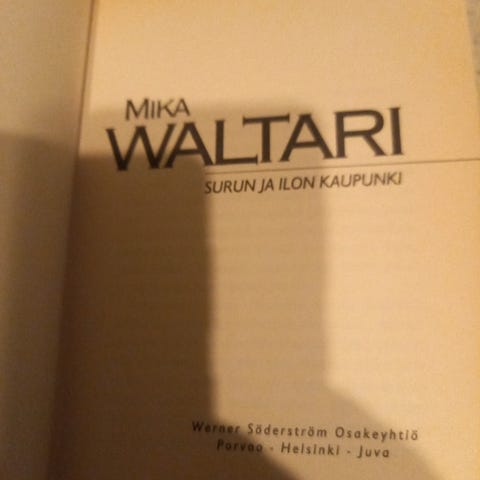 MIKA
WALTARI
SURUN JA ILON KAUPUNKI
Werner Söderström Osakeyhtiö
Porvoo - Helsinki - Juva